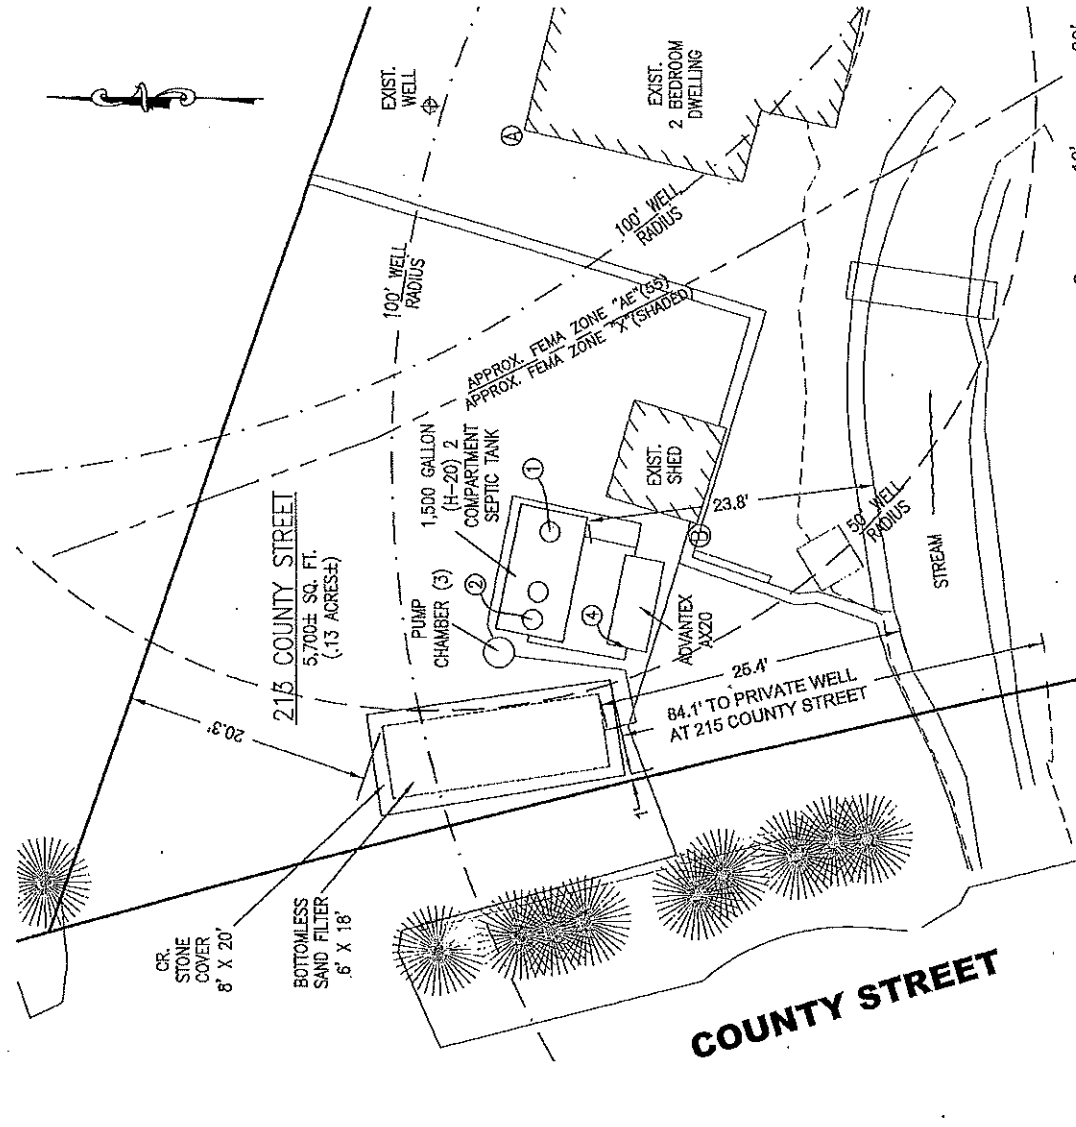 EXIST.
WELL
A
EXIST.
2 BEDROOM
DWELLING
100' WELL
RADIUS
100' WELL
RADIUS
APPROX. FEMA ZONE "AE"(55)
APPROX. FEMA ZONE "X"(SHADED)
213 COUNTY STREET
5,700± SQ. FT.
(.13 ACRES±)
1,500 GALLON
(H-20) 2
COMPARTMENT
SEPTIC TANK
1
2
PUMP
CHAMBER (3)
EXIST.
SHED
23.8'
B
4
ADVANTEX
AX20
50' WELL
RADIUS
STREAM
20.3'
25.4'
84.1' TO PRIVATE WELL
AT 215 COUNTY STREET
CR.
STONE
COVER
8' X 20'
BOTTOMLESS
SAND FILTER
6' X 18'
COUNTY STREET